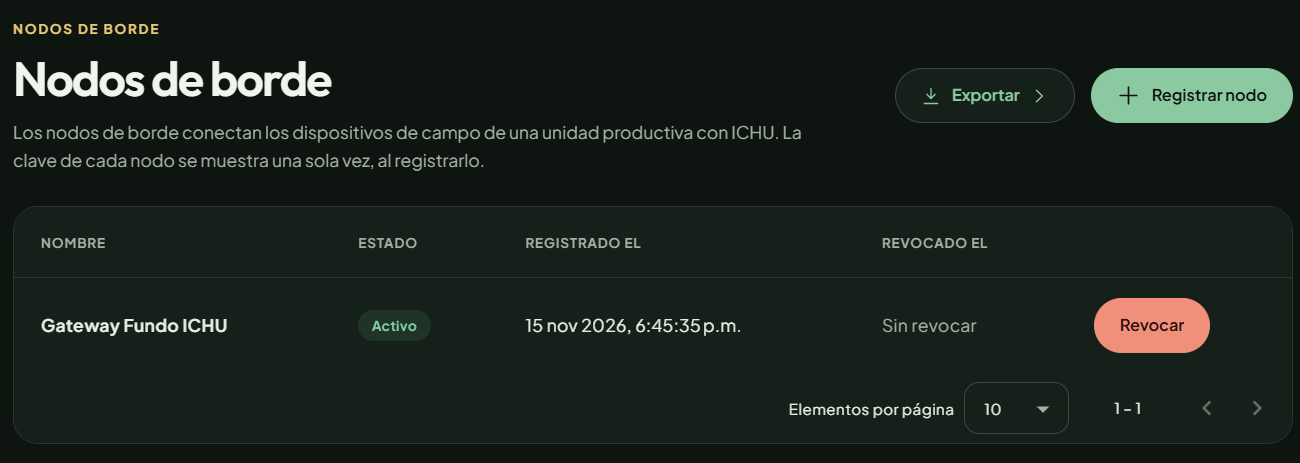 NODOS DE BORDE
Nodos de borde
Exportar
Registrar nodo
Los nodos de borde conectan los dispositivos de campo de una unidad productiva con ICHU. La
clave de cada nodo se muestra una sola vez, al registrarlo.
NOMBRE ESTADO REGISTRADO EL REVOCADO EL
Gateway Fundo ICHU Activo 15 nov 2026, 6:45:35 p.m. Sin revocar Revocar
Elementos por página 10 1 – 1